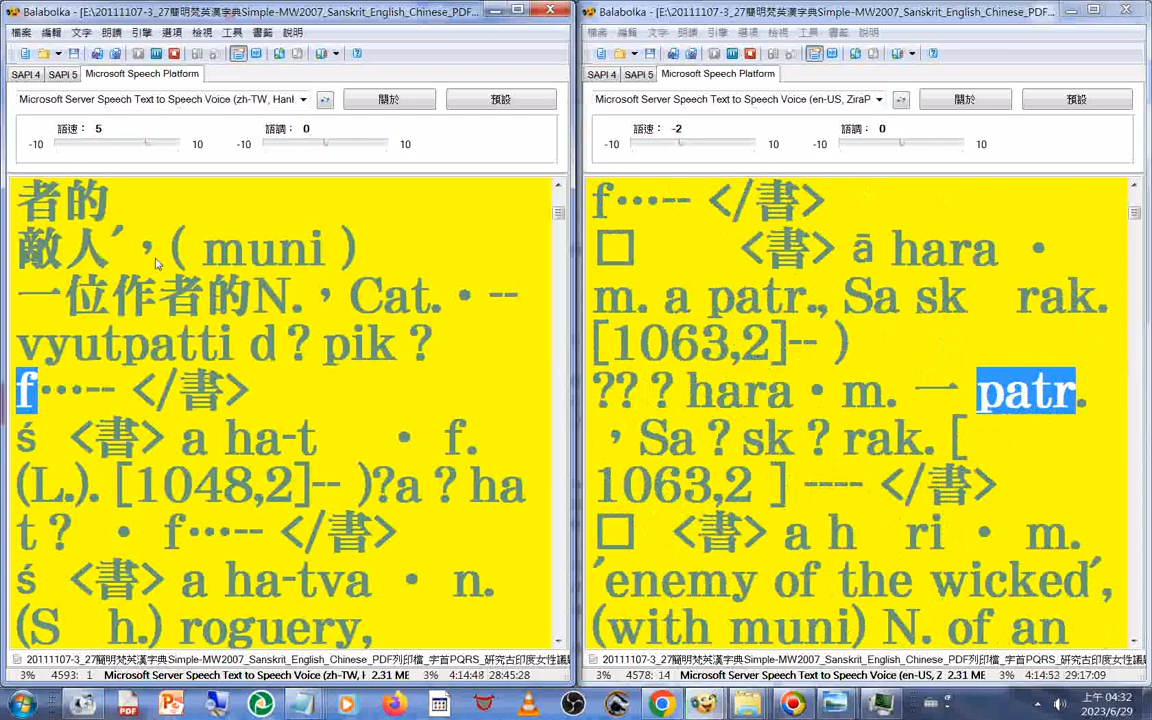 Balabolka - [E:\20111107-3_27簡明梵英漢字典Simple-MW2007_Sanskrit_English_Chinese_PDF...
檔案 編輯 文字 朗讀 引擎 選項 檢視 工具 書籤 說明
SAPI 4 SAPI 5 Microsoft Speech Platform
Microsoft Server Speech Text to Speech Voice (zh-TW, Hanl
關於
預設
語速： 5
語調： 0
-10 10 -10 10
者的
敵人´，( muni )
一位作者的N.，Cat.・--
vyutpatti d？pik？
f…-- </書>
ś <書> a ha-t ・ f.
(L.). [1048,2]-- )?a？ha
t？ ・ f…-- </書>
ś <書> a ha-tva ・ n.
(S h.) roguery,
20111107-3_27簡明梵英漢字典Simple-MW2007_Sanskrit_English_Chinese_PDF列印檔_字首PQRS_研究古印度女性議
3% 4593: 1 Microsoft Server Speech Text to Speech Voice (zh-TW, H 2.31 ME 4:14:48 28:45:28
Balabolka - [E:\20111107-3_27簡明梵英漢字典Simple-MW2007_Sanskrit_English_Chinese_PDF...
檔案 編輯 文字 朗讀 引擎 選項 檢視 工具 書籤 說明
SAPI 4 SAPI 5 Microsoft Speech Platform
Microsoft Server Speech Text to Speech Voice (en-US, ZiraP
關於
預設
語速： -2
語調： 0
-10 10 -10 10
f…-- </書>
□ <書> ā hara ・
m. a patr., Sa sk rak.
[1063,2]-- )
??？hara・m. 一 patr.
，Sa？sk？rak. [
1063,2 ] ---- </書>
□ <書> a h ri ・ m.
´enemy of the wicked´,
(with muni) N. of an
20111107-3_27簡明梵英漢字典Simple-MW2007_Sanskrit_English_Chinese_PDF列印檔_字首PQRS_研究古印度女性議
3% 4578: 14 Microsoft Server Speech Text to Speech Voice (en-US, Z 2.31 ME 4:14:52 29:17:09
上午 04:32
2023/6/29